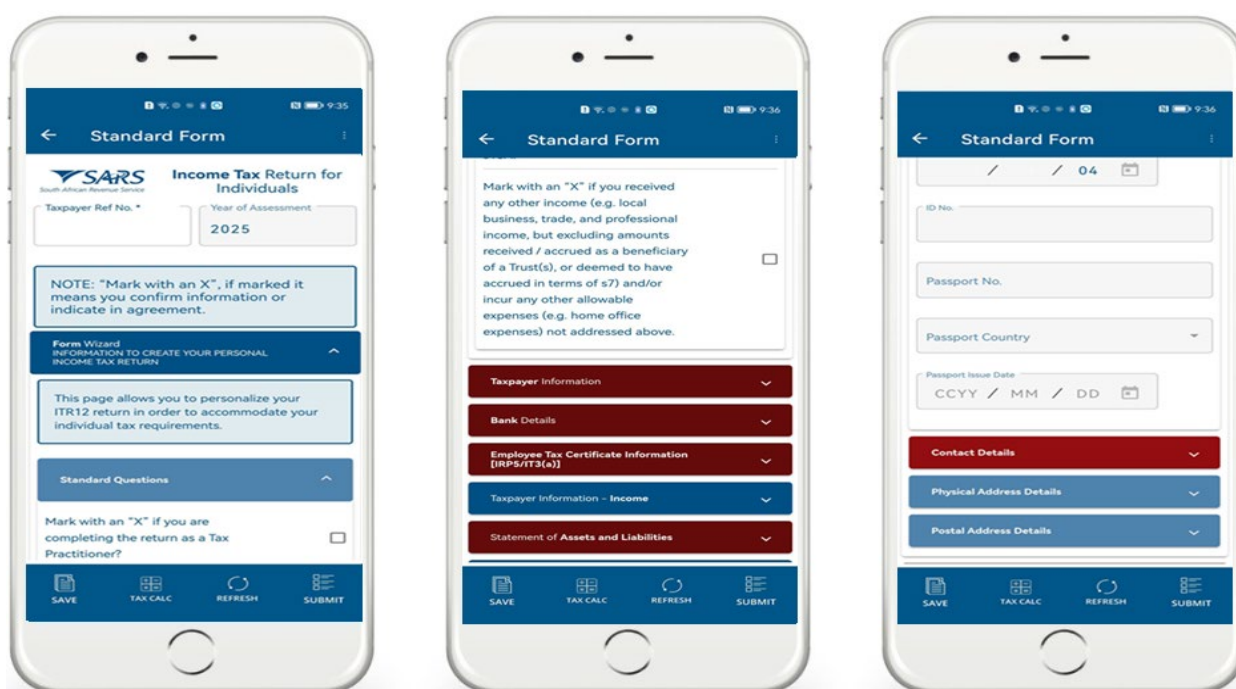 9:35
Standard Form
SARS
South African Revenue Service
Income Tax Return for
Individuals
Taxpayer Ref No. *
Year of Assessment
2025
NOTE: “Mark with an X”, if marked it
means you confirm information or
indicate in agreement.
Form Wizard
INFORMATION TO CREATE YOUR PERSONAL
INCOME TAX RETURN
This page allows you to personalize your
ITR12 return in order to accommodate your
individual tax requirements.
Standard Questions
Mark with an “X” if you are
completing the return as a Tax
Practitioner?
SAVE
TAX CALC
REFRESH
SUBMIT
9:36
Standard Form
Mark with an “X” if you received
any other income (e.g. local
business, trade, and professional
income, but excluding amounts
received / accrued as a beneficiary
of a Trust(s), or deemed to have
accrued in terms of s7) and/or
incur any other allowable
expenses (e.g. home office
expenses) not addressed above.
Taxpayer Information
Bank Details
Employee Tax Certificate Information
[IRP5/IT3(a)]
Taxpayer Information – Income
Statement of Assets and Liabilities
SAVE
TAX CALC
REFRESH
SUBMIT
9:36
Standard Form
/ / 04
ID No.
Passport No.
Passport Country
Passport Issue Date
CCYY / MM / DD
Contact Details
Physical Address Details
Postal Address Details
SAVE
TAX CALC
REFRESH
SUBMIT